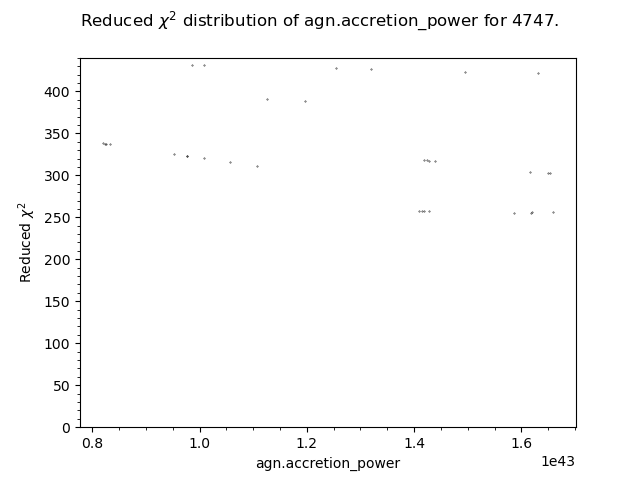 Reduced χ² distribution of agn.accretion_power for 4747.
400
350
300
250
200
150
100
50
0
Reduced χ²
0.8 1.0 1.2 1.4 1.6
1e43
agn.accretion_power